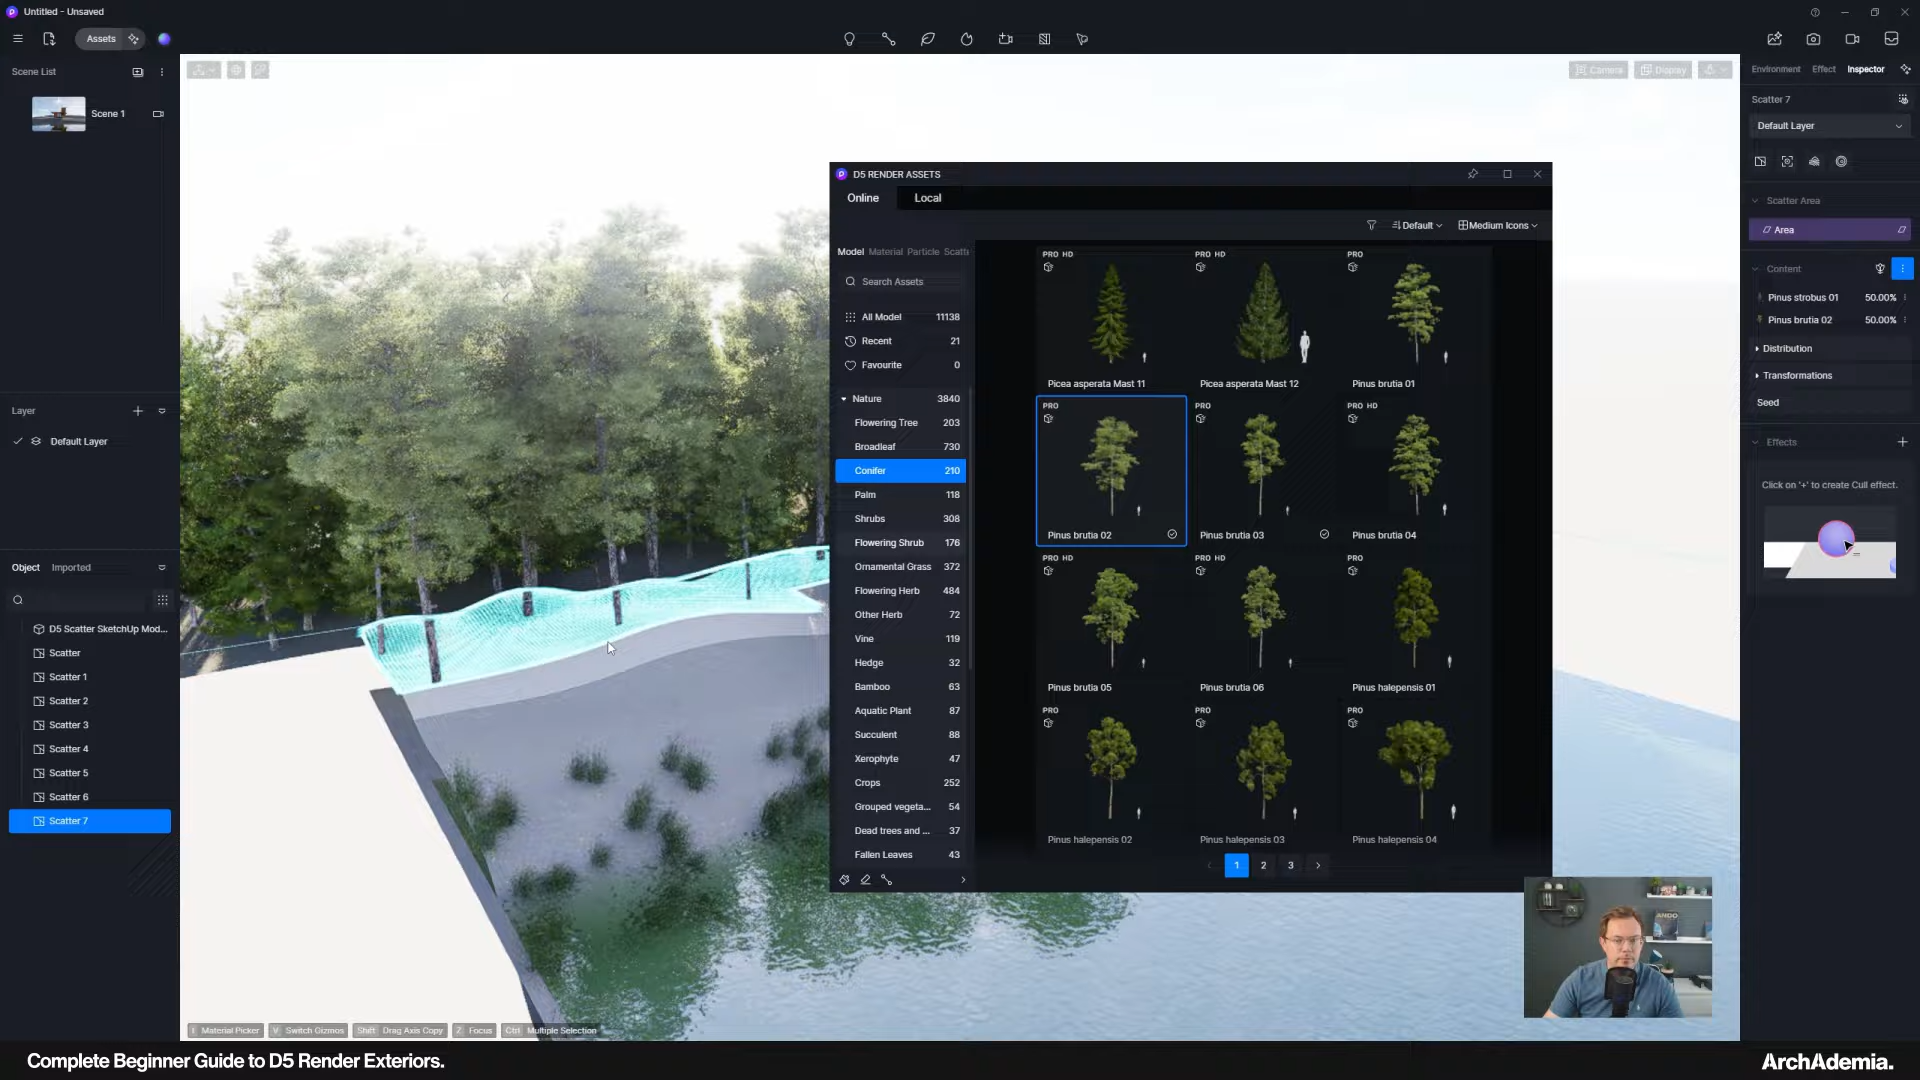 Untitled - Unsaved
Assets
Scene List
Scene 1
Layer
Default Layer
Object Imported
D5 Scatter SketchUp Mod...
Scatter
Scatter 1
Scatter 2
Scatter 3
Scatter 4
Scatter 5
Scatter 6
Scatter 7
Camera Display
D5 RENDER ASSETS
Online Local
Default Medium Icons
Model Material Particle Scatt
Search Assets
All Model 11138
Recent 21
Favourite 0
Nature 3840
Flowering Tree 203
Broadleaf 730
Conifer 210
Palm 118
Shrubs 308
Flowering Shrub 176
Ornamental Grass 372
Flowering Herb 484
Other Herb 72
Vine 119
Hedge 32
Bamboo 63
Aquatic Plant 87
Succulent 88
Xerophyte 47
Crops 252
Grouped vegeta... 54
Dead trees and ... 37
Fallen Leaves 43
PRO HD PRO HD PRO
Picea asperata Mast 11 Picea asperata Mast 12 Pinus brutia 01
PRO PRO PRO HD
Pinus brutia 02 Pinus brutia 03 Pinus brutia 04
PRO HD PRO HD PRO
Pinus brutia 05 Pinus brutia 06 Pinus halepensis 01
PRO PRO PRO
Pinus halepensis 02 Pinus halepensis 03 Pinus halepensis 04
1 2 3
Environment Effect Inspector
Scatter 7
Default Layer
Scatter Area
Area
Content
Pinus strobus 01 50.00%
Pinus brutia 02 50.00%
Distribution
Transformations
Seed
Effects
Click on '+' to create Cull effect.
ANDO
I Material Picker V Switch Gizmos Shift Drag Axis Copy Z Focus Ctrl Multiple Selection
Complete Beginner Guide to D5 Render Exteriors.
ArchAdemia.